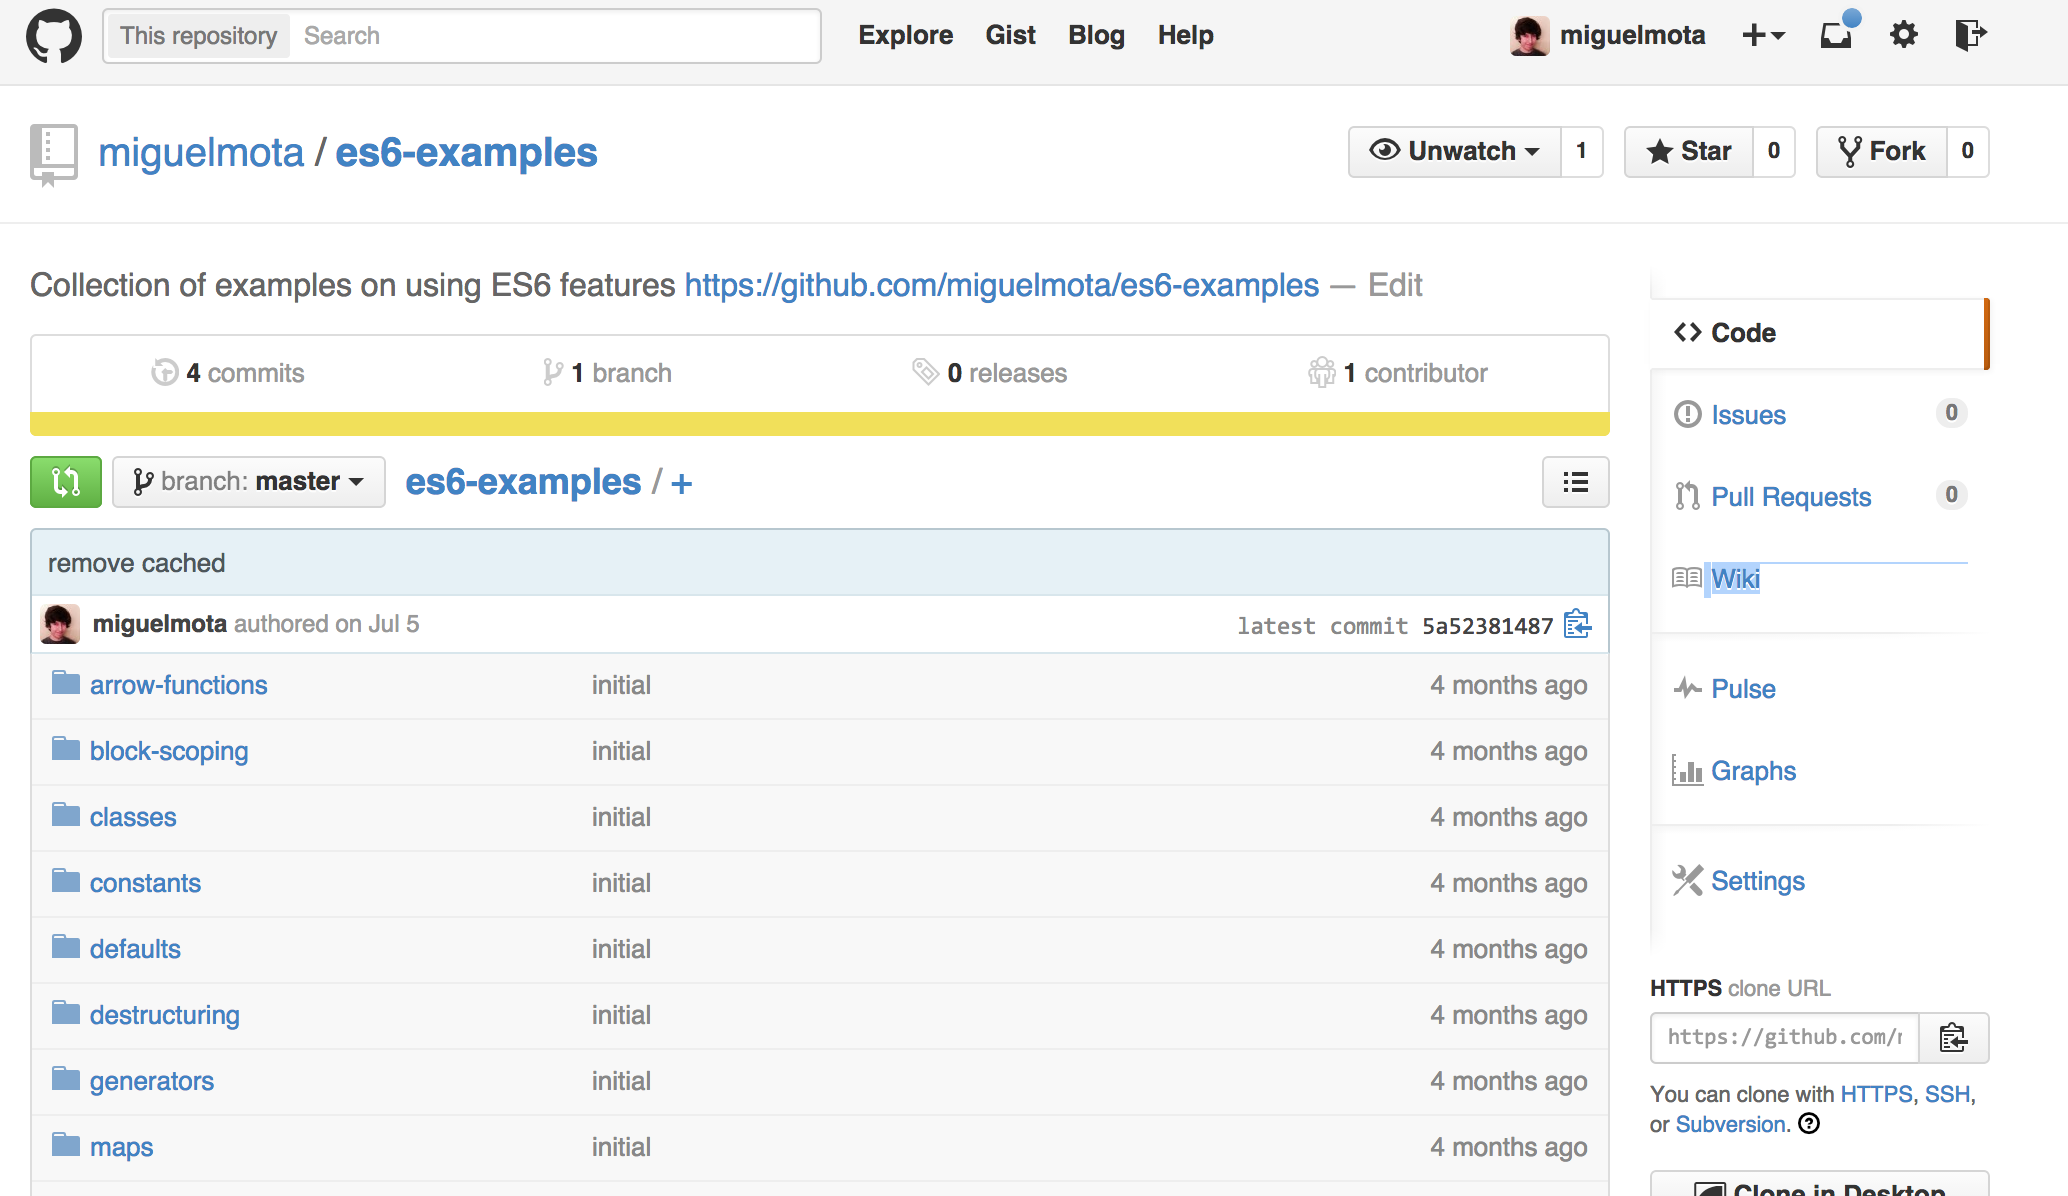 This repository Search Explore Gist Blog Help miguelmota
miguelmota / es6-examples Unwatch 1 Star 0 Fork 0
Collection of examples on using ES6 features https://github.com/miguelmota/es6-examples — Edit
4 commits 1 branch 0 releases 1 contributor
branch: master es6-examples / +
remove cached
miguelmota authored on Jul 5 latest commit 5a52381487
arrow-functions initial 4 months ago
block-scoping initial 4 months ago
classes initial 4 months ago
constants initial 4 months ago
defaults initial 4 months ago
destructuring initial 4 months ago
generators initial 4 months ago
maps initial 4 months ago
Code
Issues 0
Pull Requests 0
Wiki
Pulse
Graphs
Settings
HTTPS clone URL
https://github.com/
You can clone with HTTPS, SSH,
or Subversion.
Clone in Desktop